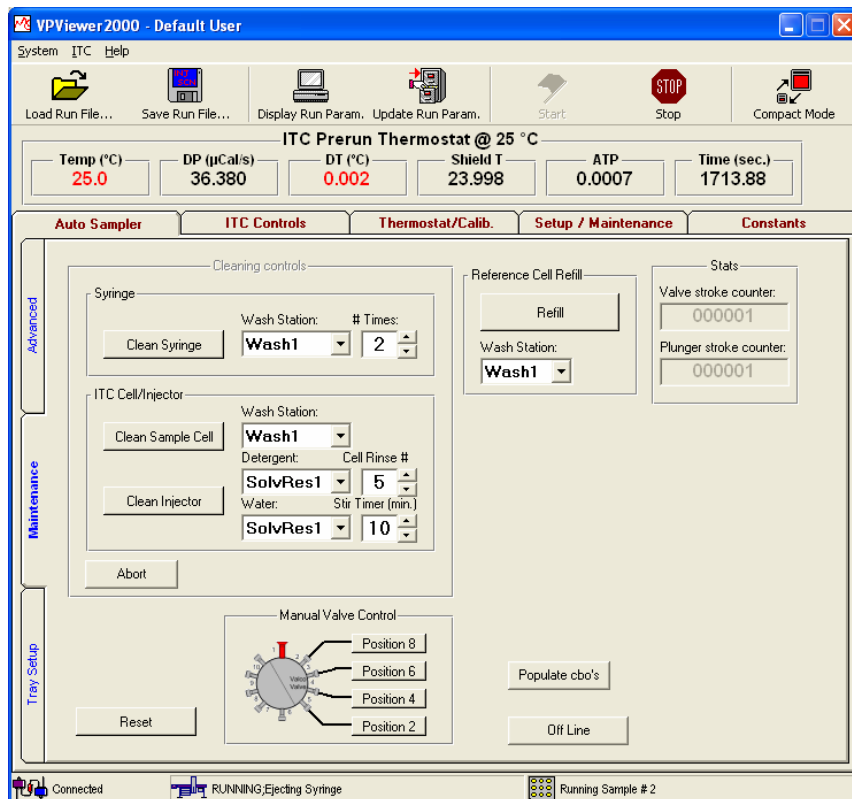 VPViewer2000 - Default User
System ITC Help
Load Run File... Save Run File... Display Run Param. Update Run Param. Start Stop Compact Mode
INJ SCN
STOP
ITC Prerun Thermostat @ 25 °C
Temp (°C) DP (µCal/s) DT (°C) Shield T ATP Time (sec.)
25.0 36.380 0.002 23.998 0.0007 1713.88
Auto Sampler ITC Controls Thermostat/Calib. Setup / Maintenance Constants
Advanced
Maintenance
Tray Setup
Cleaning controls
Syringe
Wash Station: # Times:
Clean Syringe Wash1 2
ITC Cell/Injector
Wash Station:
Clean Sample Cell Wash1
Detergent: Cell Rinse #
SolvRes1 5
Clean Injector
Water: Stir Timer (min.)
SolvRes1 10
Abort
Reference Cell Refill
Refill
Wash Station:
Wash1
Stats
Valve stroke counter:
000001
Plunger stroke counter:
000001
Manual Valve Control
Position 8
Position 6
Position 4
Position 2
Valco Valve
Reset
Populate cbo's
Off Line
Connected RUNNING;Ejecting Syringe Running Sample # 2